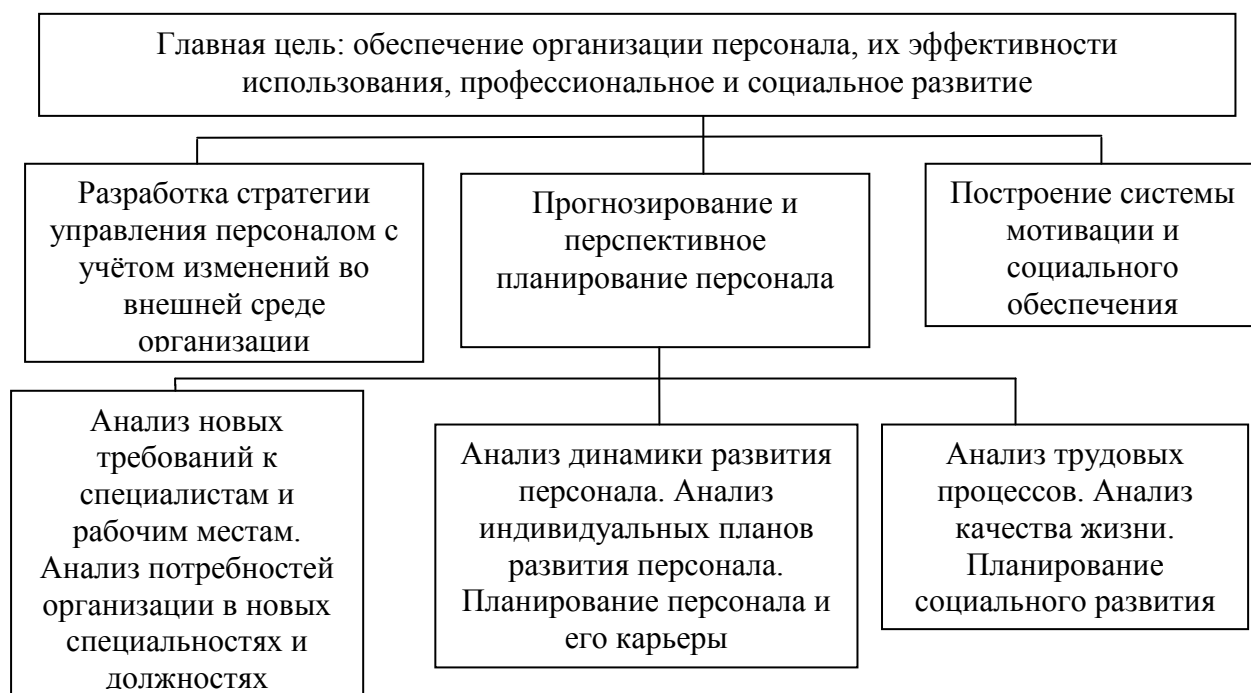 Главная цель: обеспечение организации персонала, их эффективности
использования, профессиональное и социальное развитие
Разработка стратегии
управления персоналом с
учётом изменений во
внешней среде
организации
Прогнозирование и
перспективное
планирование персонала
Построение системы
мотивации и
социального
обеспечения
Анализ новых
требований к
специалистам и
рабочим местам.
Анализ потребностей
организации в новых
специальностях и
должностях
Анализ динамики развития
персонала. Анализ
индивидуальных планов
развития персонала.
Планирование персонала и
его карьеры
Анализ трудовых
процессов. Анализ
качества жизни.
Планирование
социального развития